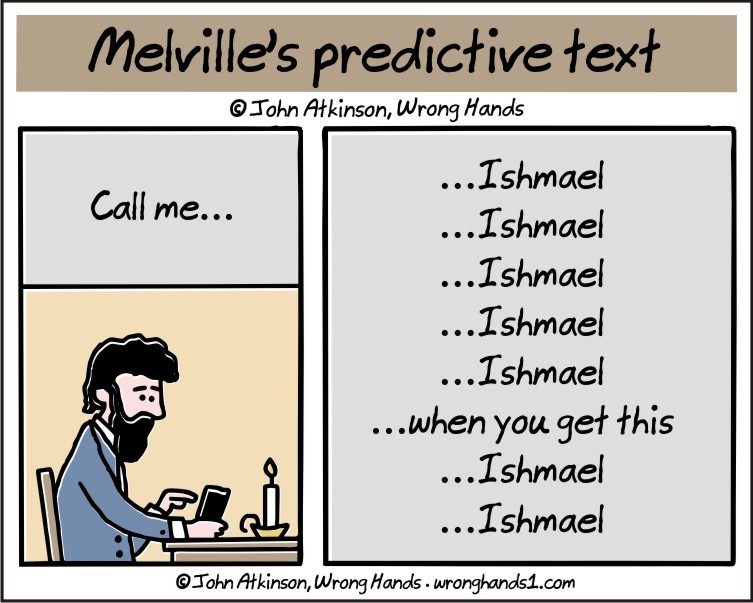 Melville's predictive text
© John Atkinson, Wrong Hands
Call me...
...Ishmael
...Ishmael
...Ishmael
...Ishmael
...Ishmael
...when you get this
...Ishmael
...Ishmael
© John Atkinson, Wrong Hands · wronghands1.com